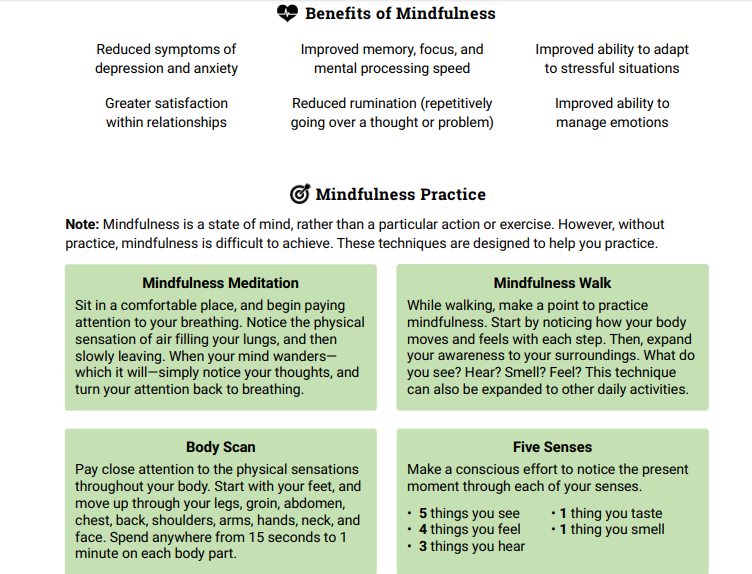 Benefits of Mindfulness
Reduced symptoms of
depression and anxiety
Improved memory, focus, and
mental processing speed
Improved ability to adapt
to stressful situations
Greater satisfaction
within relationships
Reduced rumination (repetitively
going over a thought or problem)
Improved ability to
manage emotions
Mindfulness Practice
Note: Mindfulness is a state of mind, rather than a particular action or exercise. However, without
practice, mindfulness is difficult to achieve. These techniques are designed to help you practice.
Mindfulness Meditation
Sit in a comfortable place, and begin paying
attention to your breathing. Notice the physical
sensation of air filling your lungs, and then
slowly leaving. When your mind wanders—
which it will—simply notice your thoughts, and
turn your attention back to breathing.
Mindfulness Walk
While walking, make a point to practice
mindfulness. Start by noticing how your body
moves and feels with each step. Then, expand
your awareness to your surroundings. What do
you see? Hear? Smell? Feel? This technique
can also be expanded to other daily activities.
Body Scan
Pay close attention to the physical sensations
throughout your body. Start with your feet, and
move up through your legs, groin, abdomen,
chest, back, shoulders, arms, hands, neck, and
face. Spend anywhere from 15 seconds to 1
minute on each body part.
Five Senses
Make a conscious effort to notice the present
moment through each of your senses.
• 5 things you see
• 4 things you feel
• 3 things you hear
• 1 thing you taste
• 1 thing you smell